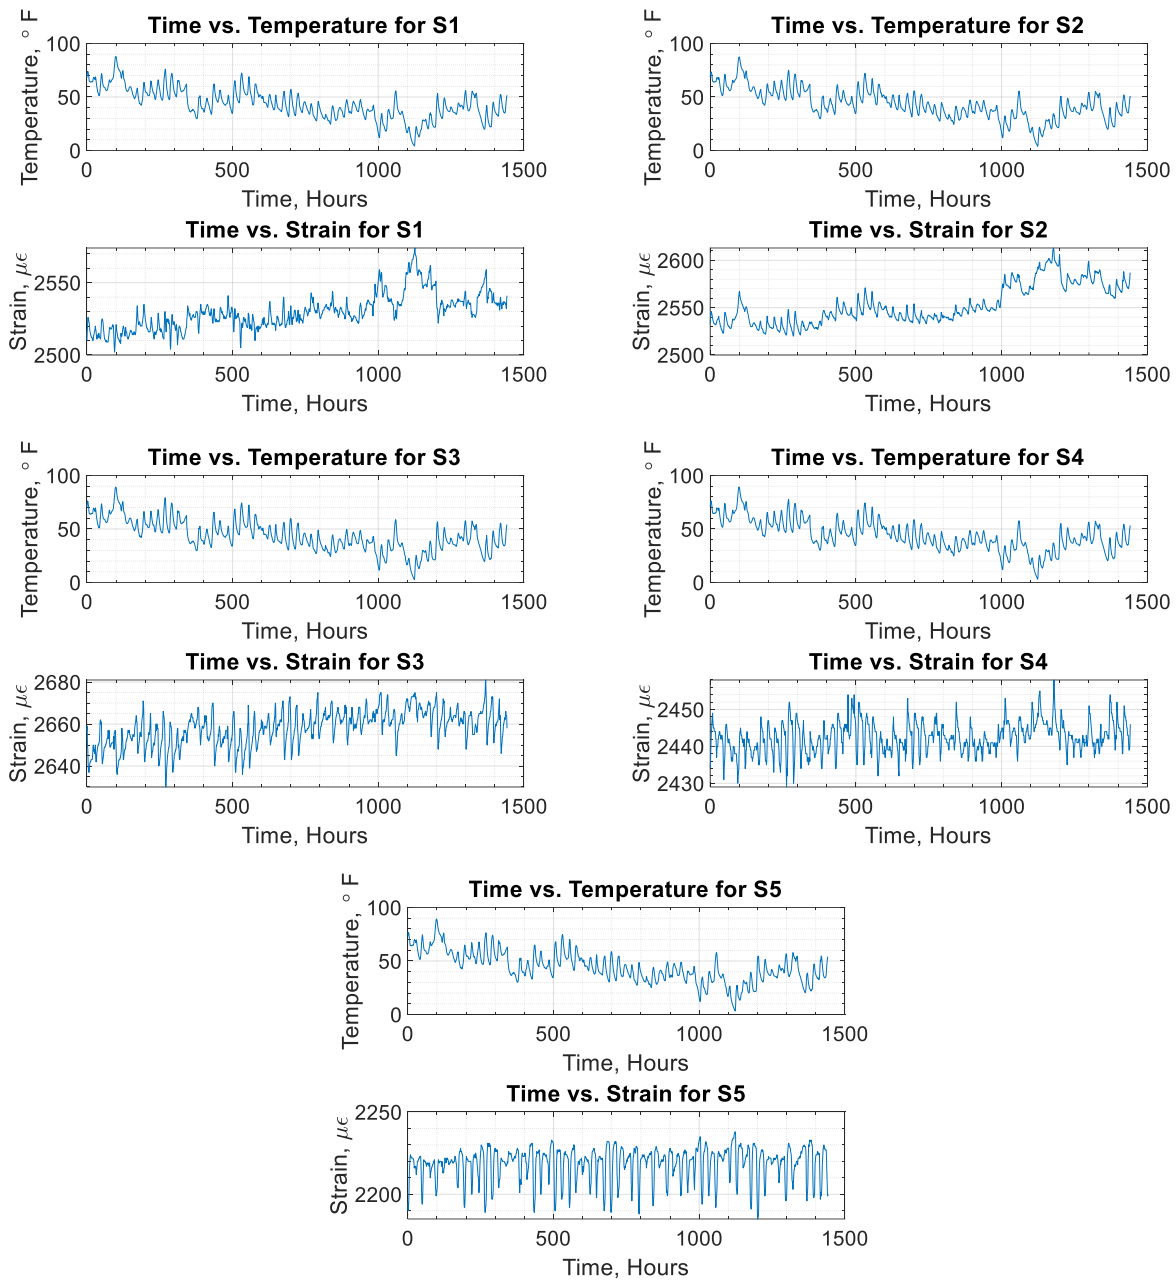 Time vs. Temperature for S1
Temperature, ° F
100
50
0
0 500 1000 1500
Time, Hours
Time vs. Strain for S1
Strain, με
2550
2500
0 500 1000 1500
Time, Hours
Time vs. Temperature for S2
Temperature, ° F
100
50
0
0 500 1000 1500
Time, Hours
Time vs. Strain for S2
Strain, με
2600
2550
2500
0 500 1000 1500
Time, Hours
Time vs. Temperature for S3
Temperature, ° F
100
50
0
0 500 1000 1500
Time, Hours
Time vs. Strain for S3
Strain, με
2680
2660
2640
0 500 1000 1500
Time, Hours
Time vs. Temperature for S4
Temperature, ° F
100
50
0
0 500 1000 1500
Time, Hours
Time vs. Strain for S4
Strain, με
2450
2440
2430
0 500 1000 1500
Time, Hours
Time vs. Temperature for S5
Temperature, ° F
100
50
0
0 500 1000 1500
Time, Hours
Time vs. Strain for S5
Strain, με
2250
2200
0 500 1000 1500
Time, Hours